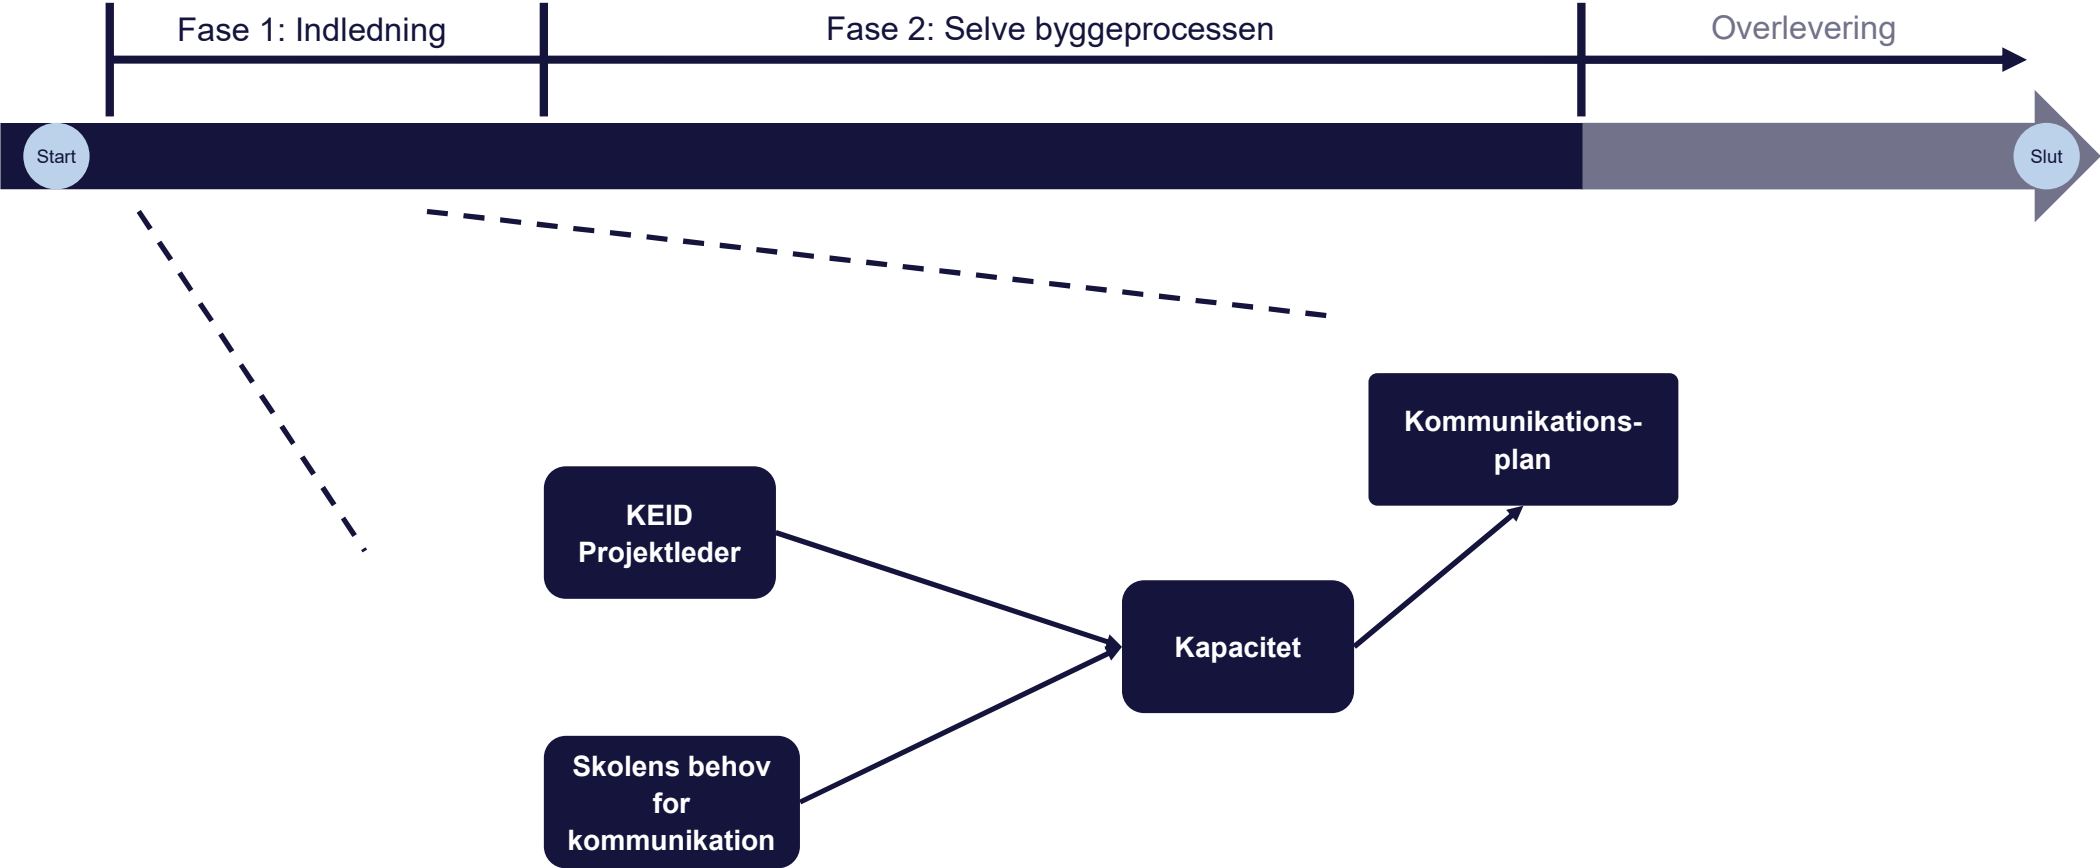 Fase 1: Indledning
Fase 2: Selve byggeprocessen
Overlevering
Start
Slut
Kommunikations-
plan
KEID
Projektleder
Kapacitet
Skolens behov
for
kommunikation